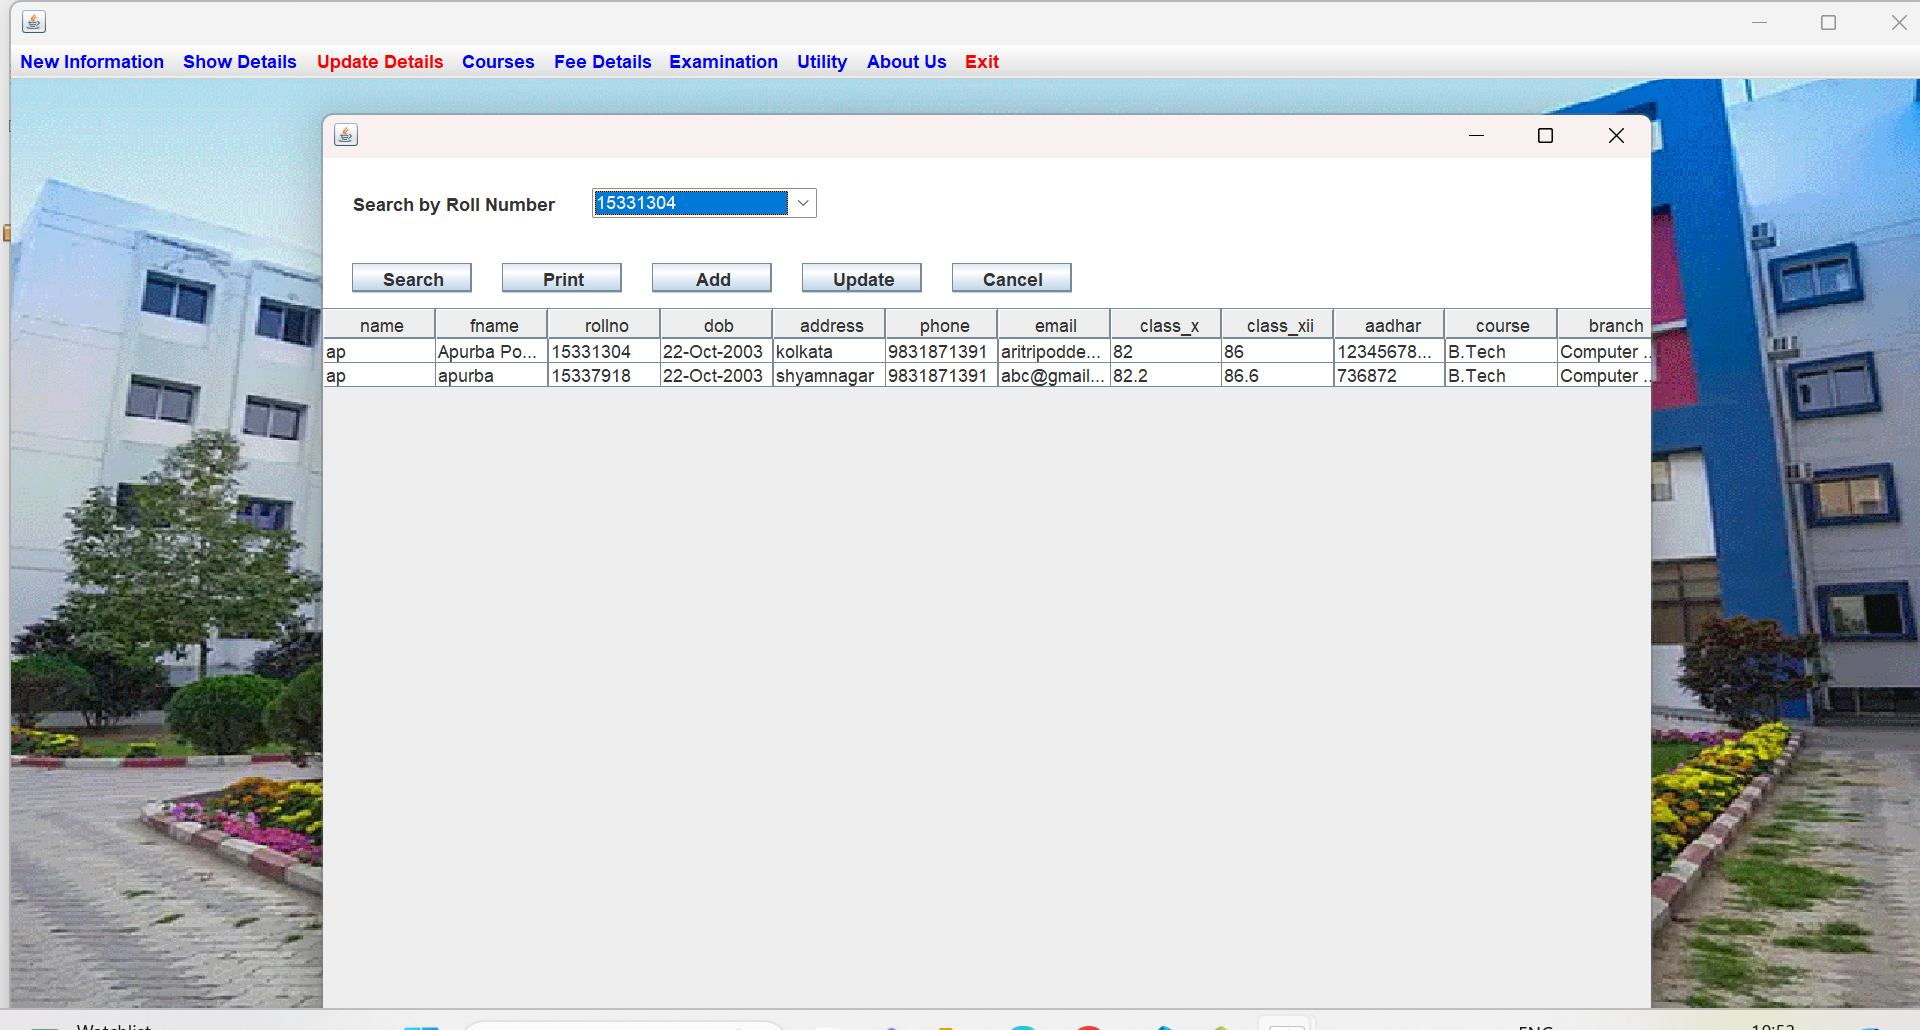 New Information Show Details Update Details Courses Fee Details Examination Utility About Us Exit
Search by Roll Number 15331304
Search Print Add Update Cancel
name fname rollno dob address phone email class_x class_xii aadhar course branch
ap Apurba Po... 15331304 22-Oct-2003 kolkata 9831871391 aritripodde... 82 86 12345678... B.Tech Computer ...
ap apurba 15337918 22-Oct-2003 shyamnagar 9831871391 abc@gmail... 82.2 86.6 736872 B.Tech Computer ...
Watchlist ENG